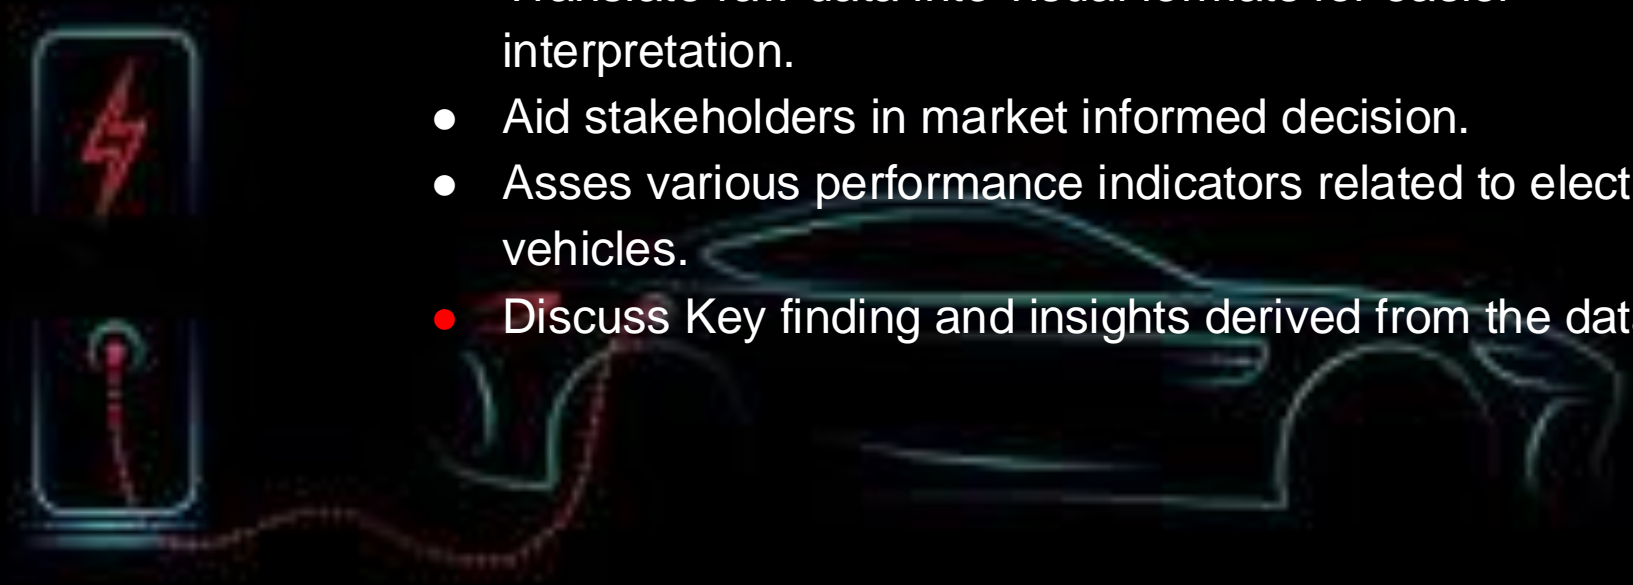 interpretation.
● Aid stakeholders in market informed decision.
● Asses various performance indicators related to elect
vehicles.
● Discuss Key finding and insights derived from the dat